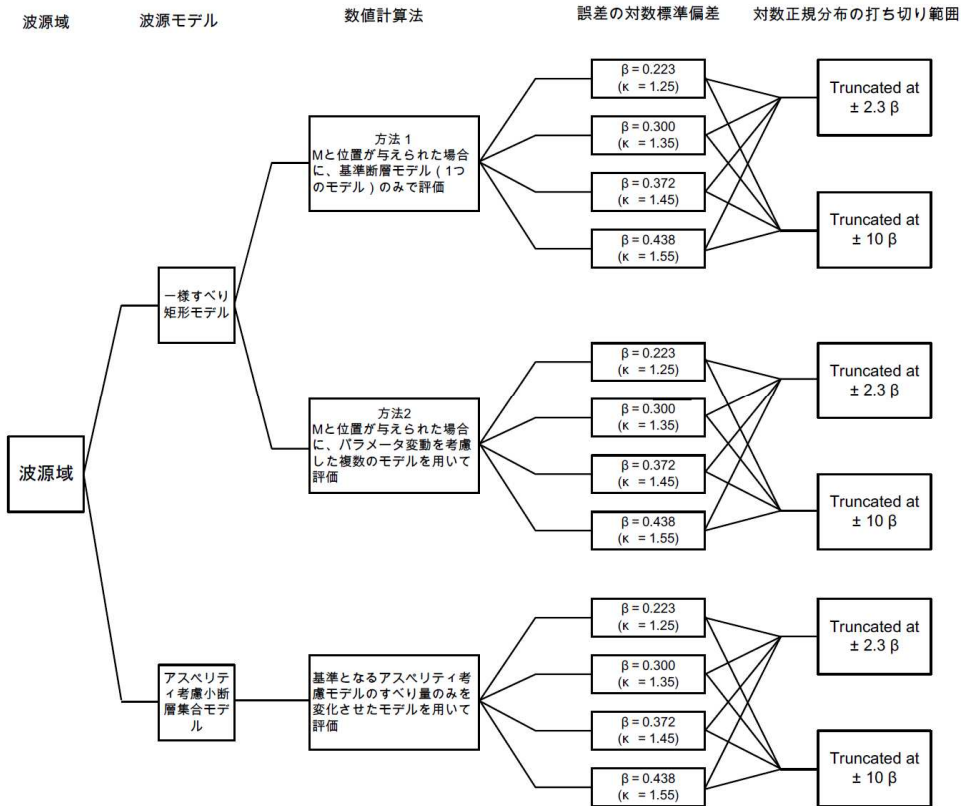 波源域
波源モデル
数値計算法
誤差の対数標準偏差
対数正規分布の打ち切り範囲
波源域
一様すべり
矩形モデル
アスペリティ
ィ考慮小断
層集合モデ
ル
方法 1
Mと位置が与えられた場合
に、基準断層モデル（1つ
のモデル）のみで評価
方法2
Mと位置が与えられた場合
に、パラメータ変動を考慮
した複数のモデルを用いて
評価
基準となるアスペリティ考
慮モデルのすべり量のみを
変化させたモデルを用いて
評価
β = 0.223
(κ = 1.25)
β = 0.300
(κ = 1.35)
β = 0.372
(κ = 1.45)
β = 0.438
(κ = 1.55)
Truncated at
± 2.3 β
Truncated at
± 10 β
β = 0.223
(κ = 1.25)
β = 0.300
(κ = 1.35)
β = 0.372
(κ = 1.45)
β = 0.438
(κ = 1.55)
Truncated at
± 2.3 β
Truncated at
± 10 β
β = 0.223
(κ = 1.25)
β = 0.300
(κ = 1.35)
β = 0.372
(κ = 1.45)
β = 0.438
(κ = 1.55)
Truncated at
± 2.3 β
Truncated at
± 10 β